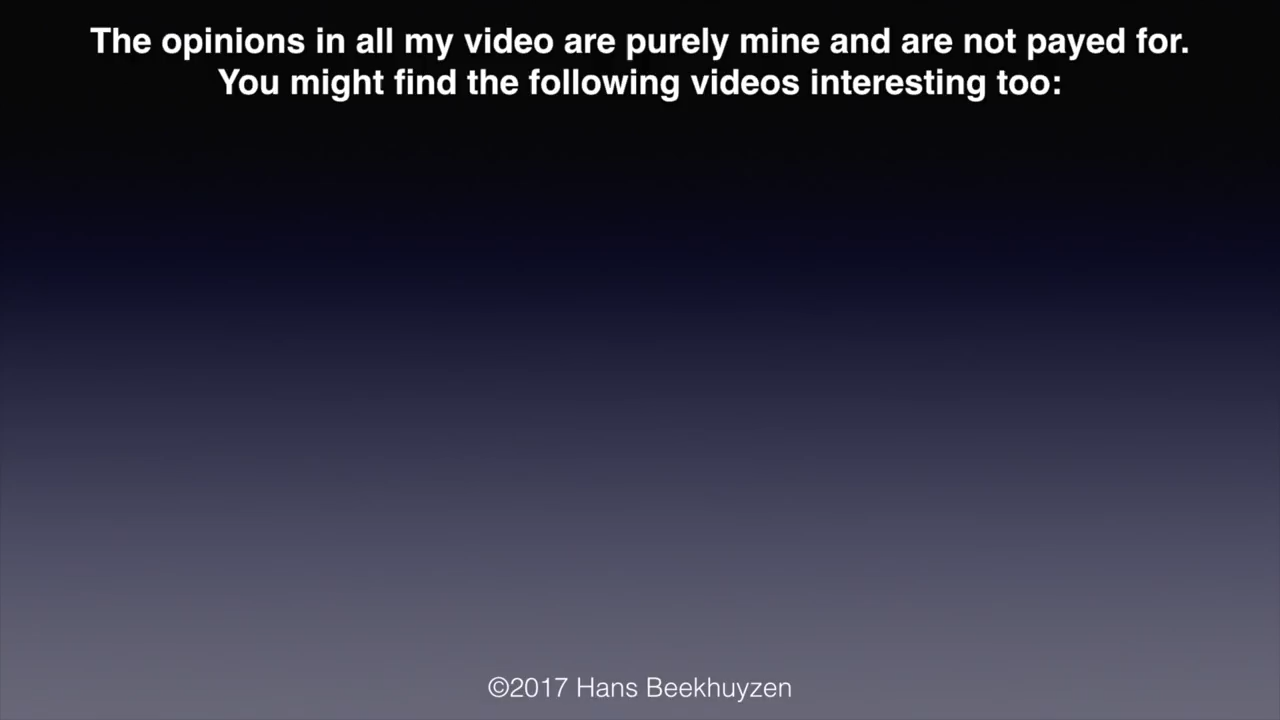 The opinions in all my video are purely mine and are not payed for.
You might find the following videos interesting too:
©2017 Hans Beekhuyzen